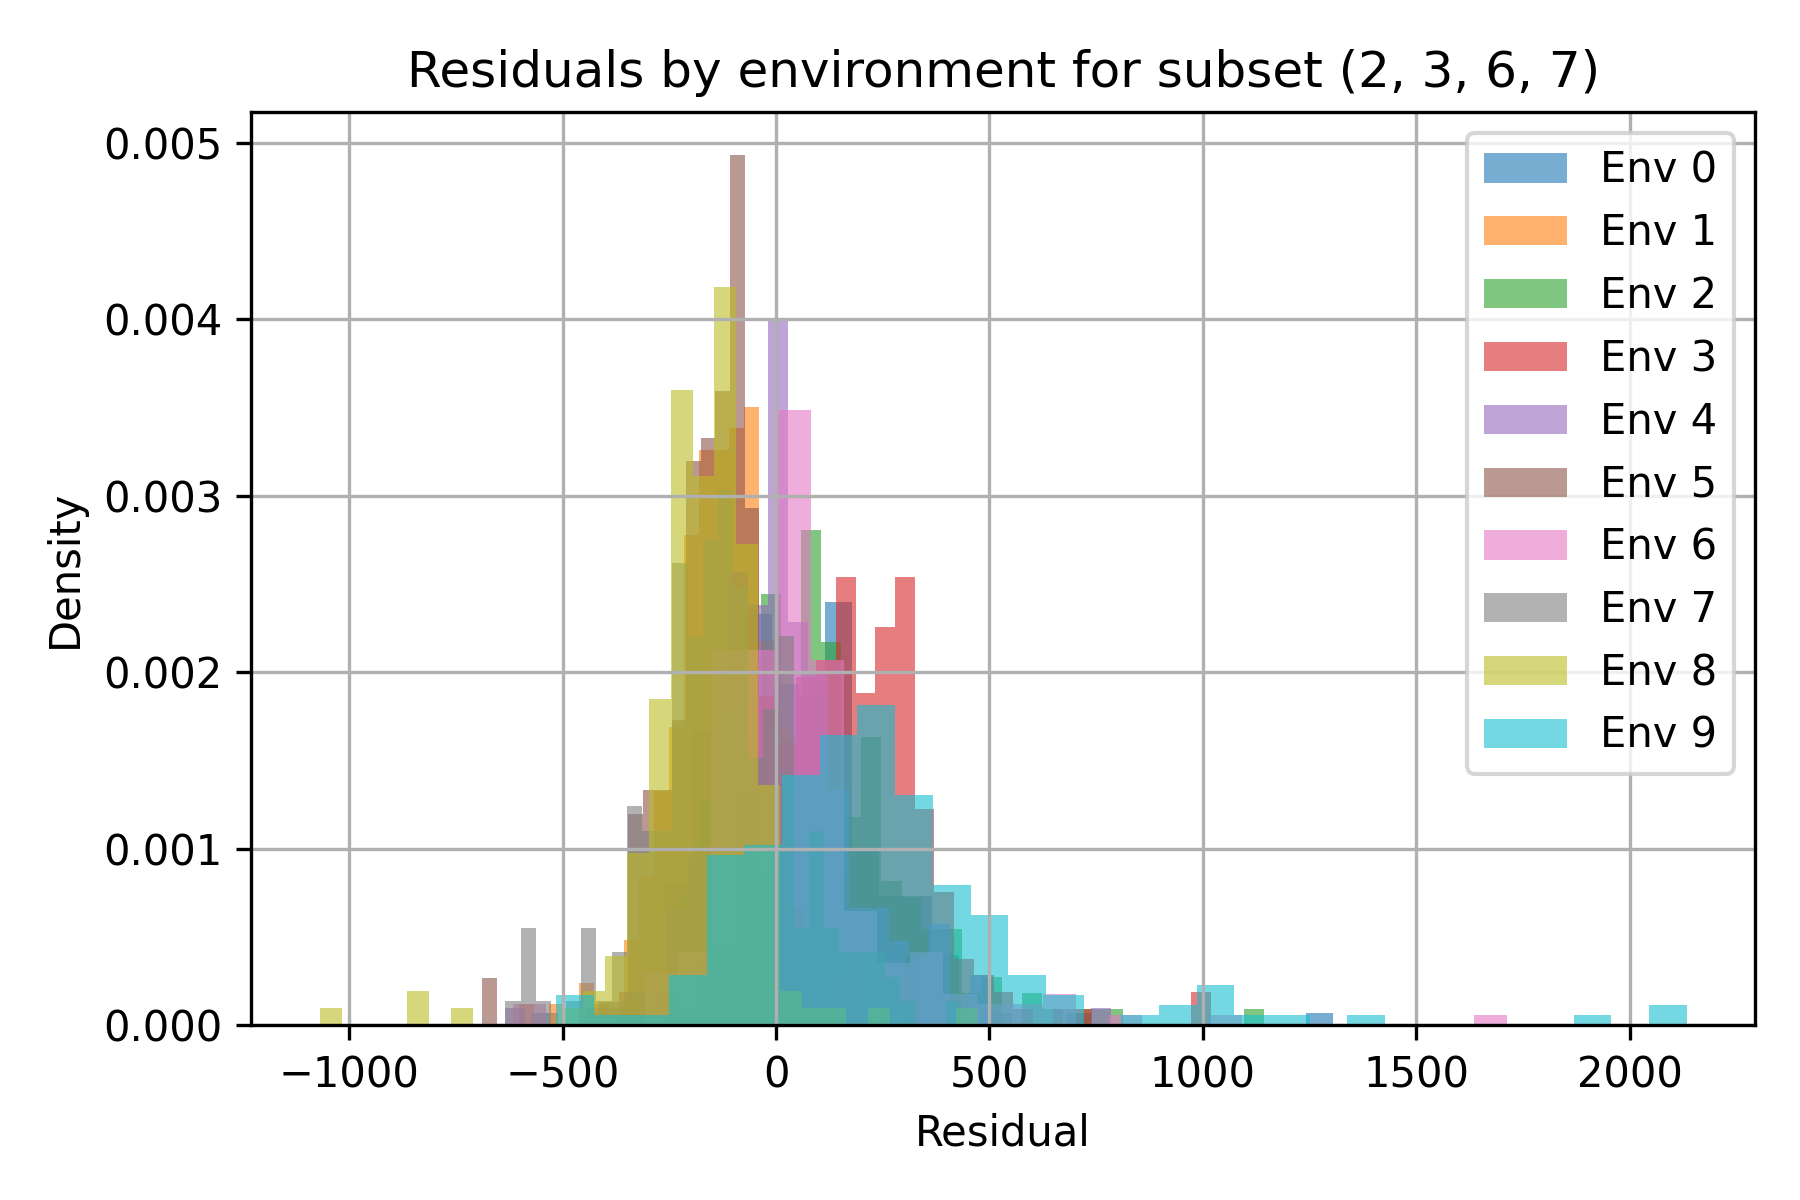 Residuals by environment for subset (2, 3, 6, 7)
0.005
0.004
0.003
0.002
0.001
0.000
Density
−1000
−500
0
500
1000
1500
2000
Residual
Env 0
Env 1
Env 2
Env 3
Env 4
Env 5
Env 6
Env 7
Env 8
Env 9